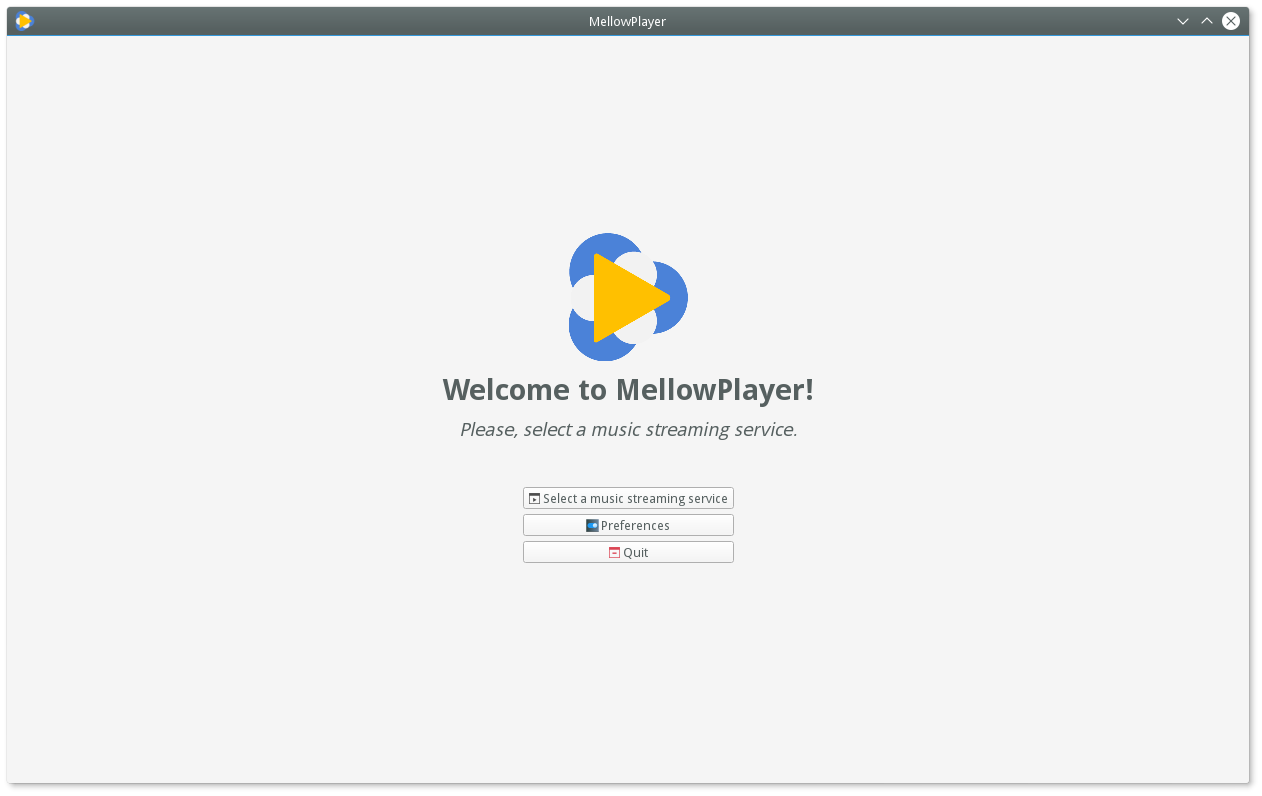 MellowPlayer
Welcome to MellowPlayer!
Please, select a music streaming service.
Select a music streaming service
Preferences
Quit